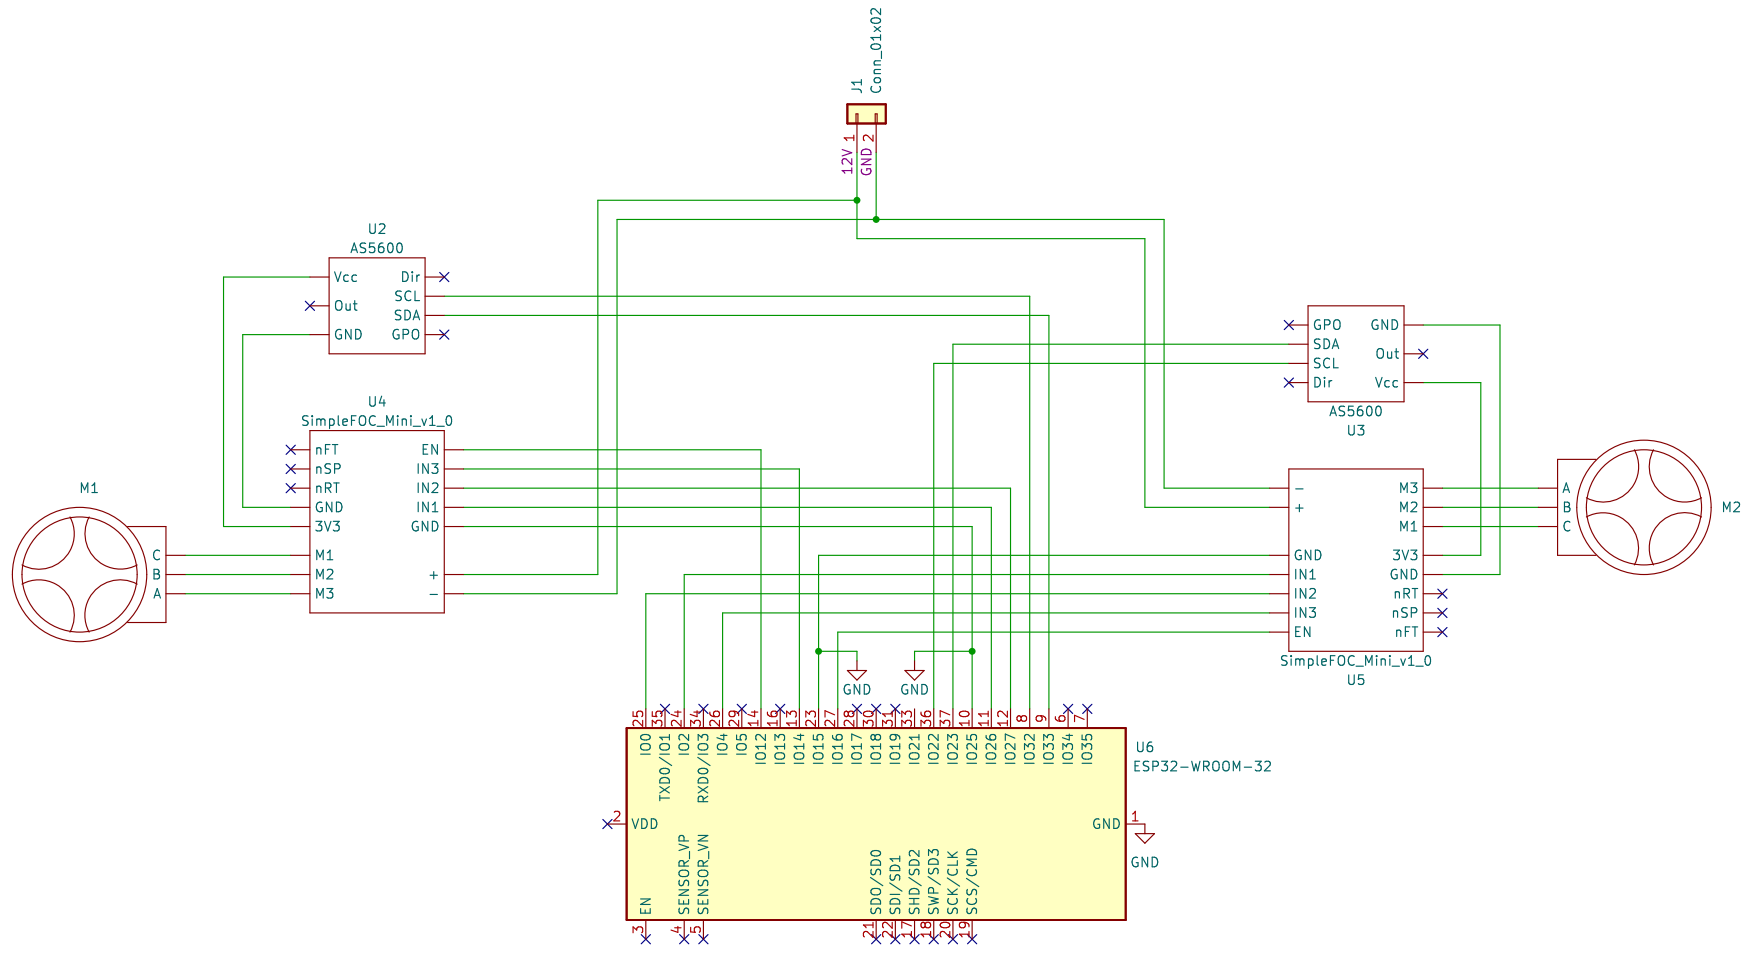 Conn_01x02
J1
1
2
12V
GND
U2
AS5600
Vcc
Dir
SCL
Out
SDA
GND
GPO
GPO
GND
SDA
Out
SCL
Dir
Vcc
AS5600
U3
U4
SimpleFOC_Mini_v1_0
nFT
EN
nSP
IN3
nRT
IN2
GND
IN1
3V3
GND
M1
M2
+
M3
-
M1
C
B
A
-
M3
+
M2
M1
GND
3V3
IN1
GND
IN2
nRT
IN3
nSP
EN
nFT
SimpleFOC_Mini_v1_0
U5
A
B
C
M2
GND
GND
25
35
24
34
26
29
14
16
13
23
27
28
30
31
33
36
37
10
11
12
8
9
6
7
IO0
TXD0/IO1
IO2
RXD0/IO3
IO4
IO5
IO12
IO13
IO14
IO15
IO16
IO17
IO18
IO19
IO21
IO22
IO23
IO25
IO26
IO27
IO32
IO33
IO34
IO35
U6
ESP32-WROOM-32
2
VDD
GND
1
GND
EN
SENSOR_VP
SENSOR_VN
SDO/SD0
SDI/SD1
SHD/SD2
SWP/SD3
SCK/CLK
SCS/CMD
3
4
5
21
22
17
18
20
19